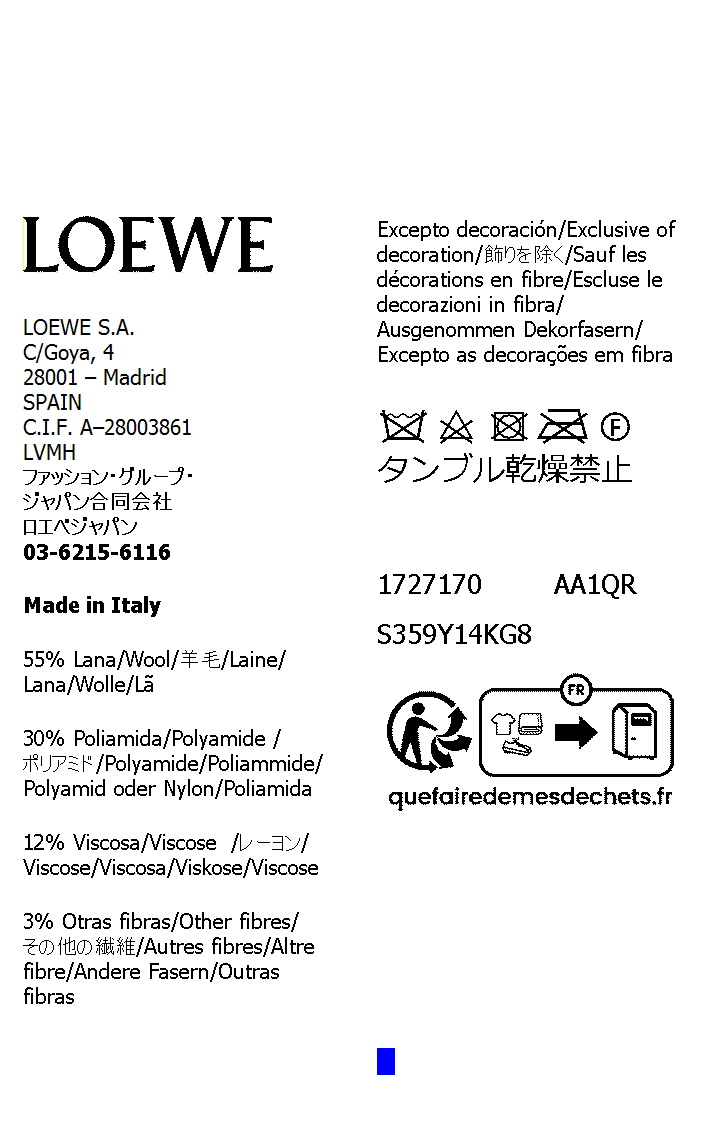 LOEWE
LOEWE S.A.
C/Goya, 4
28001 – Madrid
SPAIN
C.I.F. A–28003861
LVMH
ファッション・グループ・
ジャパン合同会社
ロエベジャパン
03-6215-6116
Made in Italy
55% Lana/Wool/羊毛/Laine/
Lana/Wolle/Lã
30% Poliamida/Polyamide /
ポリアミド/Polyamide/Poliammide/
Polyamid oder Nylon/Poliamida
12% Viscosa/Viscose /レーヨン/
Viscose/Viscosa/Viskose/Viscose
3% Otras fibras/Other fibres/
その他の繊維/Autres fibres/Altre
fibre/Andere Fasern/Outras
fibras
Excepto decoración/Exclusive of
decoration/飾りを除く/Sauf les
décorations en fibre/Escluse le
decorazioni in fibra/
Ausgenommen Dekorfasern/
Excepto as decorações em fibra
F
タンブル乾燥禁止
1727170 AA1QR
S359Y14KG8
FR
quefairedemesdechets.fr